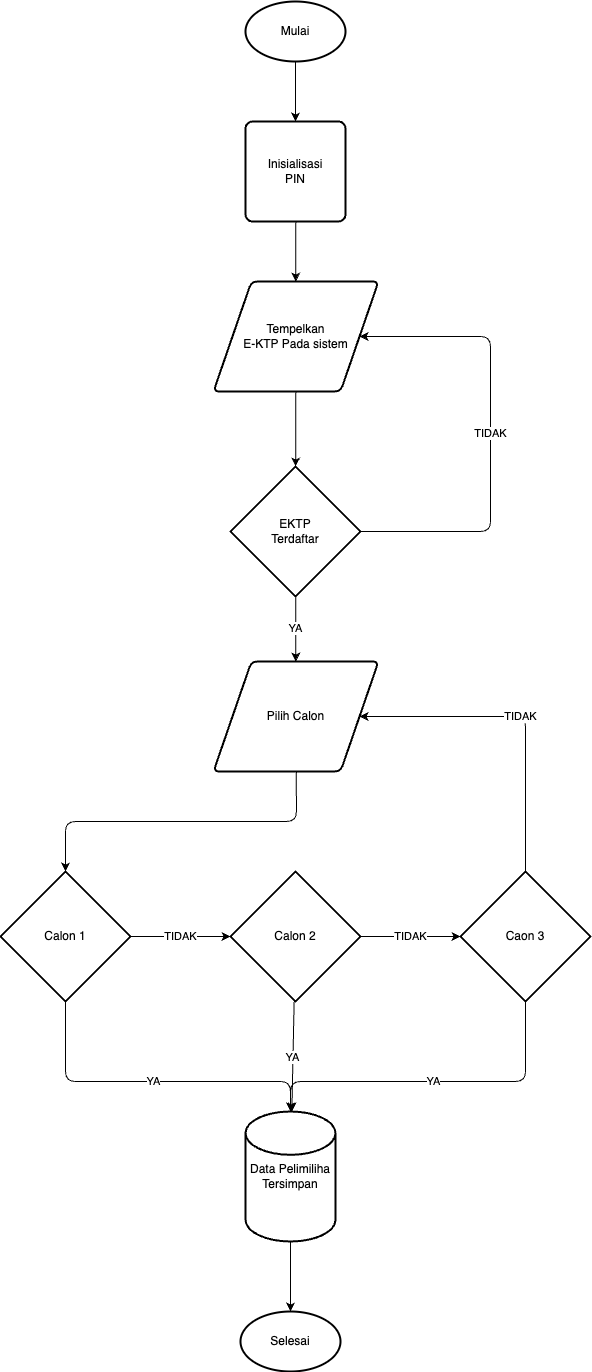 Mulai
Inisialisasi
PIN
Tempelkan
E-KTP Pada sistem
TIDAK
EKTP
Terdaftar
YA
Pilih Calon
TIDAK
Calon 1
TIDAK
Calon 2
TIDAK
Caon 3
YA
YA
YA
Data Pelimiliha
Tersimpan
Selesai